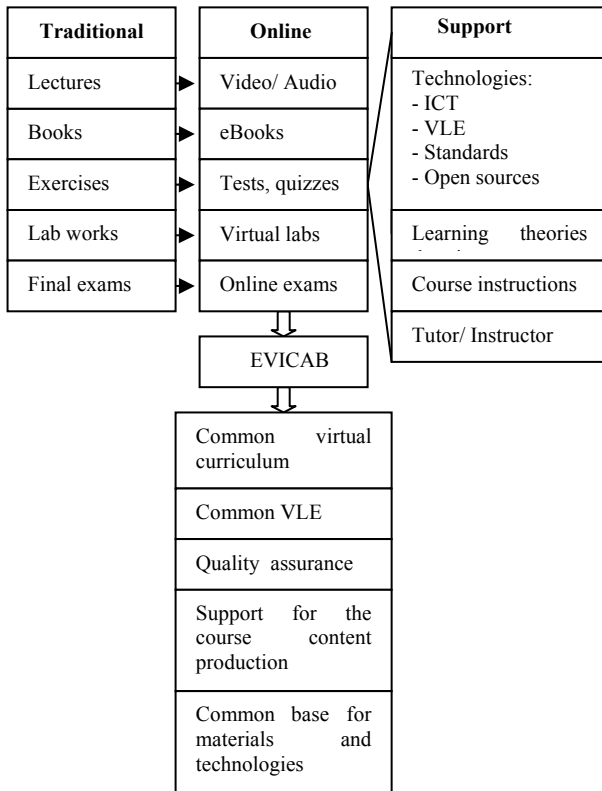 Traditional
Lectures
Books
Exercises
Lab works
Final exams
Online
Video/ Audio
eBooks
Tests, quizzes
Virtual labs
Online exams
Support
Technologies:
- ICT
- VLE
- Standards
- Open sources
Learning theories
Course instructions
Tutor/ Instructor
EVICAB
Common virtual
curriculum
Common VLE
Quality assurance
Support for the
course content
production
Common base for
materials and
technologies